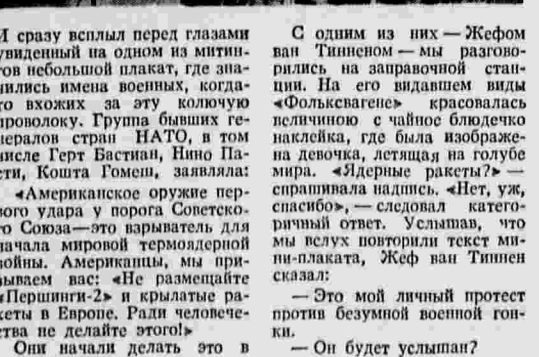 И сразу всплыл перед глазами
увиденный на одном из митин-
гов небольшой плакат, где зна-
чились имена военных, когда-
то вхожих за эту колючую
проволоку. Группа бывших ге-
нералов стран НАТО, в том
числе Герт Бастиан, Нино Па-
сти, Кошта Гомеш, заявляла:
«Американское оружие пер-
вого удара у порога Советско-
го Союза—это взрыватель для
начала мировой термоядерной
войны. Американцы, мы при-
зываем вас: «Не размещайте
«Першинги-2» и крылатые ра-
кеты в Европе. Ради человече-
ства не делайте этого!»
Они начали делать это в
С одним из них — Жефом
ван Тинненом — мы разгово-
рились на заправочной стан-
ции. На его видавшем виды
«Фольксвагене» красовалась
величиною с чайное блюдечко
наклейка, где была изображе-
на девочка, летящая на голубе
мира. «Ядерные ракеты?» —
спрашивала надпись. «Нет, уж,
спасибо», — следовал катего-
ричный ответ. Услышав, что
мы вслух повторили текст ми-
ни-плаката, Жеф ван Тиннен
сказал:
— Это мой личный протест
против безумной военной гон-
ки.
— Он будет услышан?